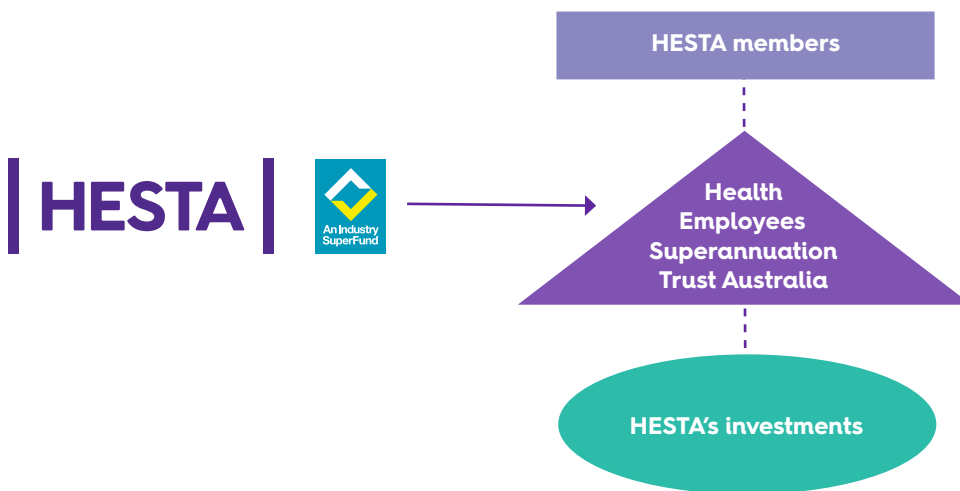 HESTA members
HESTA
An Industry
SuperFund
Health
Employees
Superannuation
Trust Australia
HESTA's investments